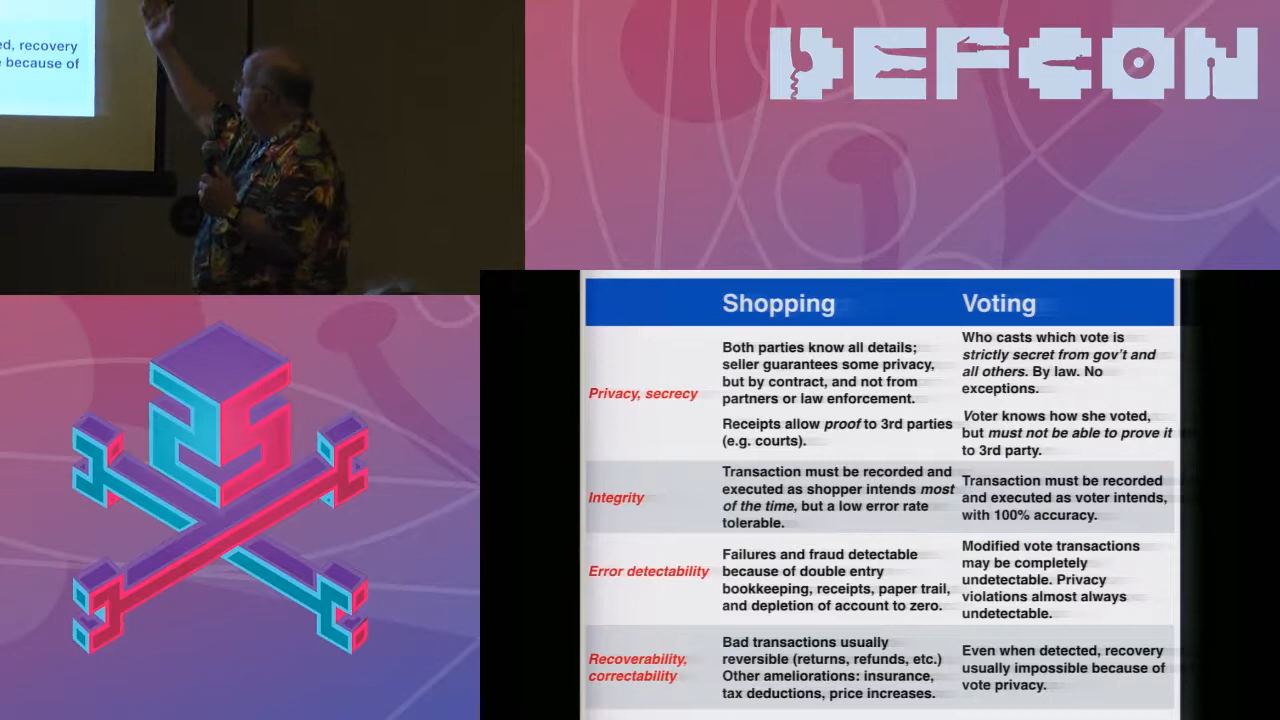 ed, recovery
because of
DEFCON
Shopping
Voting
Privacy, secrecy
Both parties know all details;
seller guarantees some privacy,
but by contract, and not from
partners or law enforcement.
Receipts allow proof to 3rd parties
(e.g. courts).
Who casts which vote is
strictly secret from gov't and
all others. By law. No
exceptions.
Voter knows how she voted,
but must not be able to prove it
to 3rd party.
Integrity
Transaction must be recorded and
executed as shopper intends most
of the time, but a low error rate
tolerable.
Transaction must be recorded
and executed as voter intends,
with 100% accuracy.
Error detectability
Failures and fraud detectable
because of double entry
bookkeeping, receipts, paper trail,
and depletion of account to zero.
Modified vote transactions
may be completely
undetectable. Privacy
violations almost always
undetectable.
Recoverability,
correctability
Bad transactions usually
reversible (returns, refunds, etc.)
Other ameliorations: insurance,
tax deductions, price increases.
Even when detected, recovery
usually impossible because of
vote privacy.